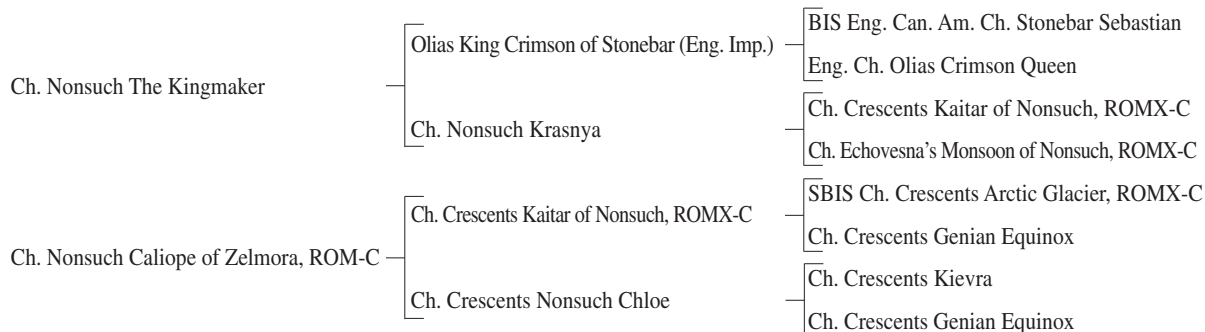 Ch. Nonsuch The Kingmaker
Olias King Crimson of Stonebar (Eng. Imp.)
BIS Eng. Can. Am. Ch. Stonebar Sebastian
Eng. Ch. Olias Crimson Queen
Ch. Nonsuch Krasnya
Ch. Crescents Kaitar of Nonsuch, ROMX-C
Ch. Echovesna's Monsoon of Nonsuch, ROMX-C
Ch. Nonsuch Caliope of Zelmora, ROM-C
Ch. Crescents Kaitar of Nonsuch, ROMX-C
SBIS Ch. Crescents Arctic Glacier, ROMX-C
Ch. Crescents Genian Equinox
Ch. Crescents Nonsuch Chloe
Ch. Crescents Kievra
Ch. Crescents Genian Equinox